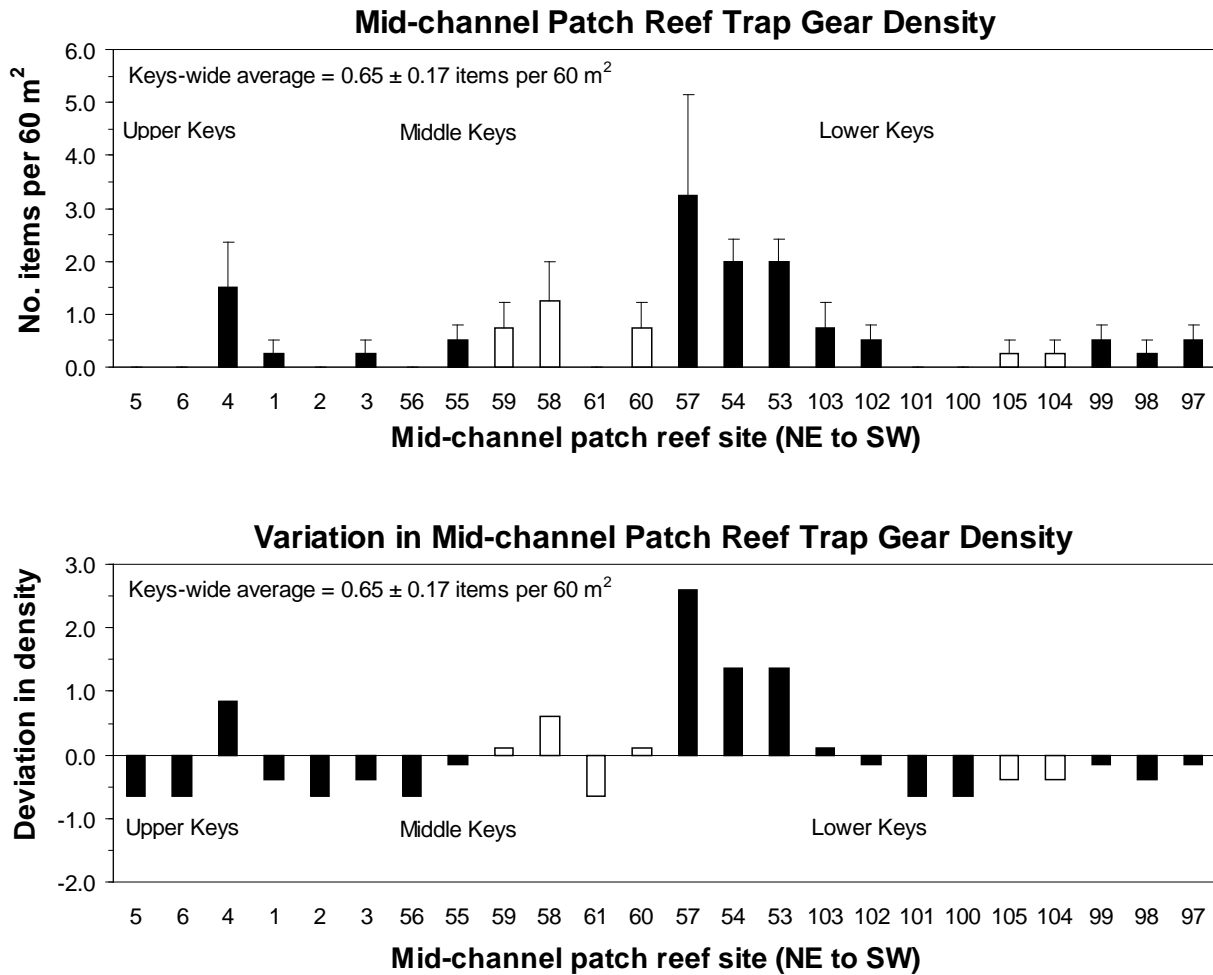 Mid-channel Patch Reef Trap Gear Density
No. items per 60 m²
6.0
5.0
4.0
3.0
2.0
1.0
0.0
Keys-wide average = 0.65 ± 0.17 items per 60 m²
Upper Keys Middle Keys Lower Keys
5 6 4 1 2 3 56 55 59 58 61 60 57 54 53 103 102 101 100 105 104 99 98 97
Mid-channel patch reef site (NE to SW)
Variation in Mid-channel Patch Reef Trap Gear Density
Deviation in density
3.0
2.0
1.0
0.0
-1.0
-2.0
Keys-wide average = 0.65 ± 0.17 items per 60 m²
Upper Keys Middle Keys Lower Keys
5 6 4 1 2 3 56 55 59 58 61 60 57 54 53 103 102 101 100 105 104 99 98 97
Mid-channel patch reef site (NE to SW)